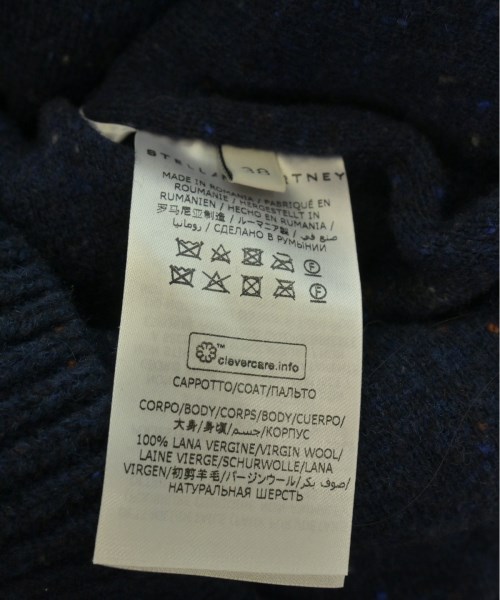 STELL
38
RTNEY
MADE IN ROMANIA / FABRIQUÉ EN
ROUMANIE / HERGESTELLT IN
RUMÄNIEN / HECHO EN RUMANIA /
罗马尼亚制造 / ルーマニア製 / صنع في
رومانيا / СДЕЛАНО В РУМЫНИИ
F
F
™
clevercare.info
CAPPOTTO/COAT/ПАЛЬТО
CORPO/BODY/CORPS/BODY/CUERPO/
大身/身頃/جسم/КОРПУС
100% LANA VERGINE/VIRGIN WOOL/
LAINE VIERGE/SCHURWOLLE/LANA
VIRGEN/初剪羊毛/バージンウール/صوف بكر/
НАТУРАЛЬНАЯ ШЕРСТЬ